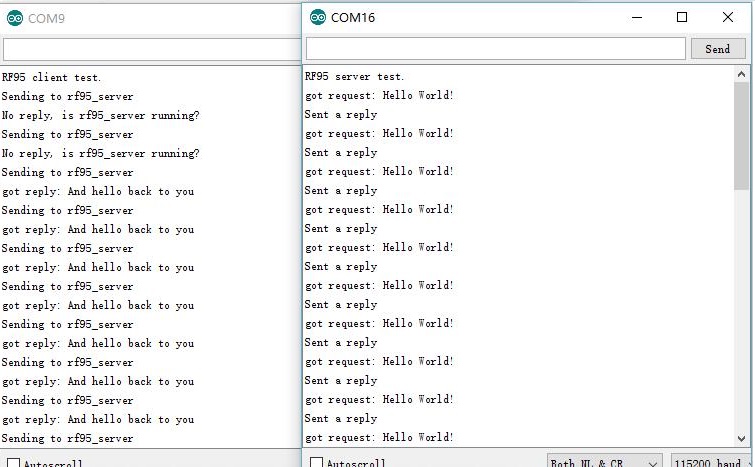 COM9
RF95 client test.
Sending to rf95_server
No reply, is rf95_server running?
Sending to rf95_server
No reply, is rf95_server running?
Sending to rf95_server
got reply: And hello back to you
Sending to rf95_server
got reply: And hello back to you
Sending to rf95_server
got reply: And hello back to you
Sending to rf95_server
got reply: And hello back to you
Sending to rf95_server
got reply: And hello back to you
Sending to rf95_server
got reply: And hello back to you
Sending to rf95_server
got reply: And hello back to you
Sending to rf95_server
Autoscroll
COM16
Send
RF95 server test.
got request: Hello World!
Sent a reply
got request: Hello World!
Sent a reply
got request: Hello World!
Sent a reply
got request: Hello World!
Sent a reply
got request: Hello World!
Sent a reply
got request: Hello World!
Sent a reply
got request: Hello World!
Sent a reply
got request: Hello World!
Sent a reply
got request: Hello World!
Sent a reply
got request: Hello World!
Autoscroll
Both NL & CR
115200 baud